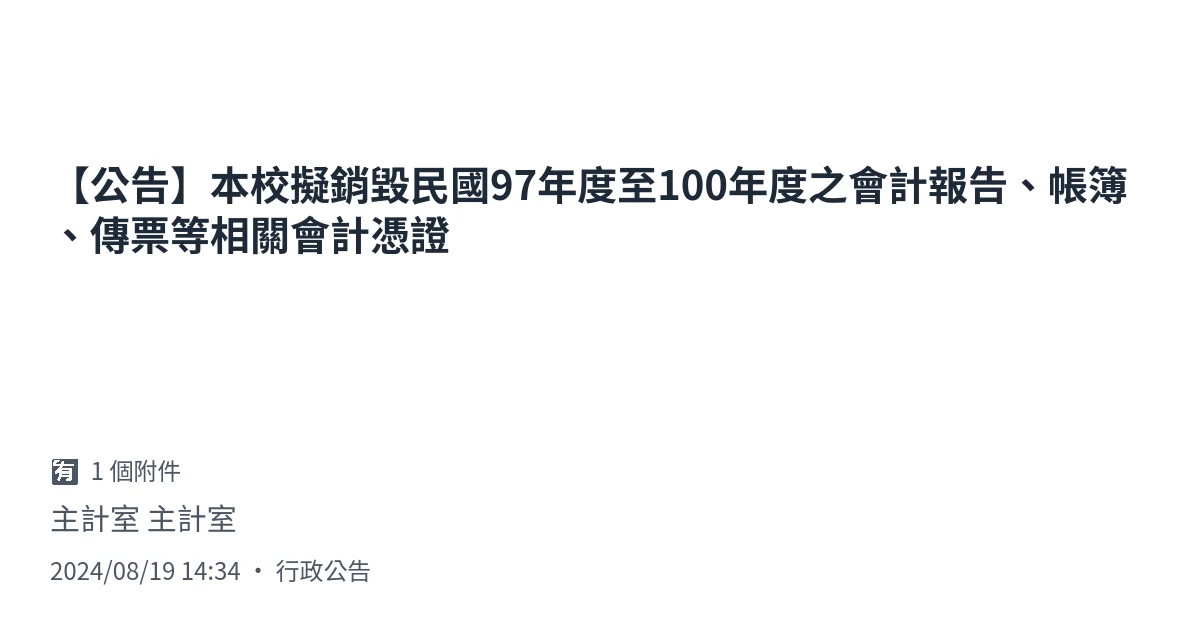 【公告】本校擬銷毀民國97年度至100年度之會計報告、帳簿
、傳票等相關會計憑證
有 1 個附件
主計室 主計室
2024/08/19 14:34 • 行政公告